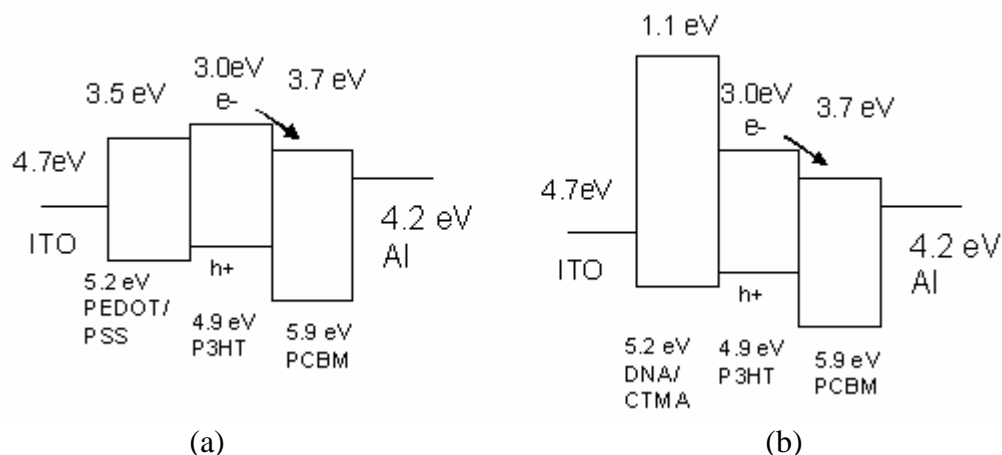 3.5 eV
3.0eV
e-
3.7 eV
4.7eV
ITO
5.2 eV
PEDOT/
PSS
h+
4.9 eV
P3HT
5.9 eV
PCBM
4.2 eV
Al
(a)
1.1 eV
3.0eV
e-
3.7 eV
4.7eV
ITO
5.2 eV
DNA/
CTMA
h+
4.9 eV
P3HT
5.9 eV
PCBM
4.2 eV
Al
(b)